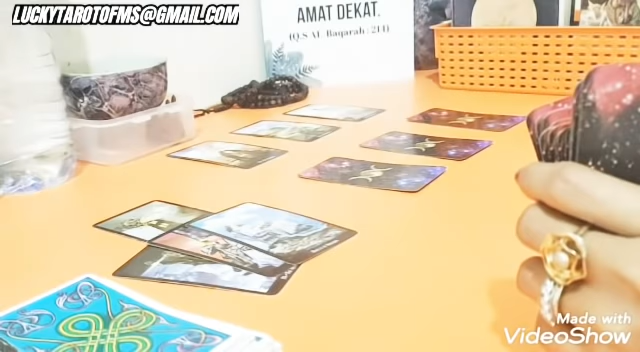 LUCKYTAROTOFMS@GMAIL.COM
AMAT DEKAT.
(Q.S AL-Baqarah : 214)
Made with
VideoShow